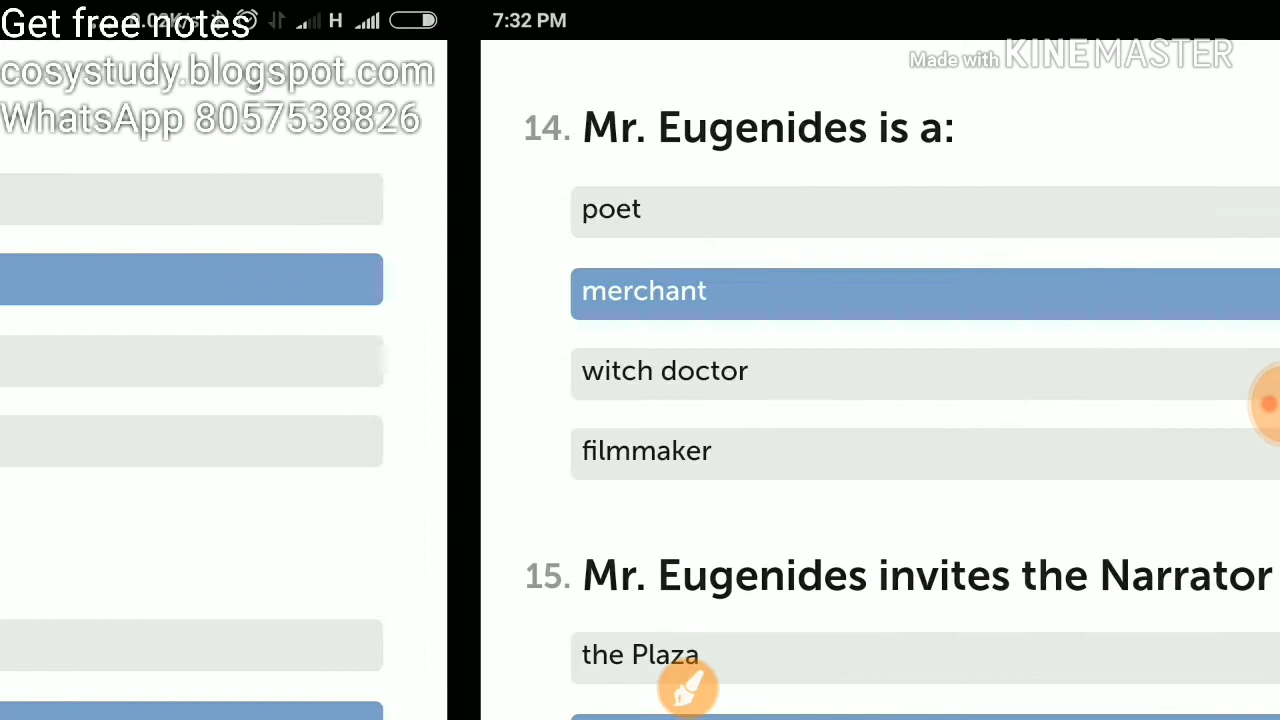 Get free notes
cosystudy.blogspot.com
WhatsApp 8057538826
H
7:32 PM
Made with KINEMASTER
14. Mr. Eugenides is a:
poet
merchant
witch doctor
filmmaker
15. Mr. Eugenides invites the Narrator
the Plaza